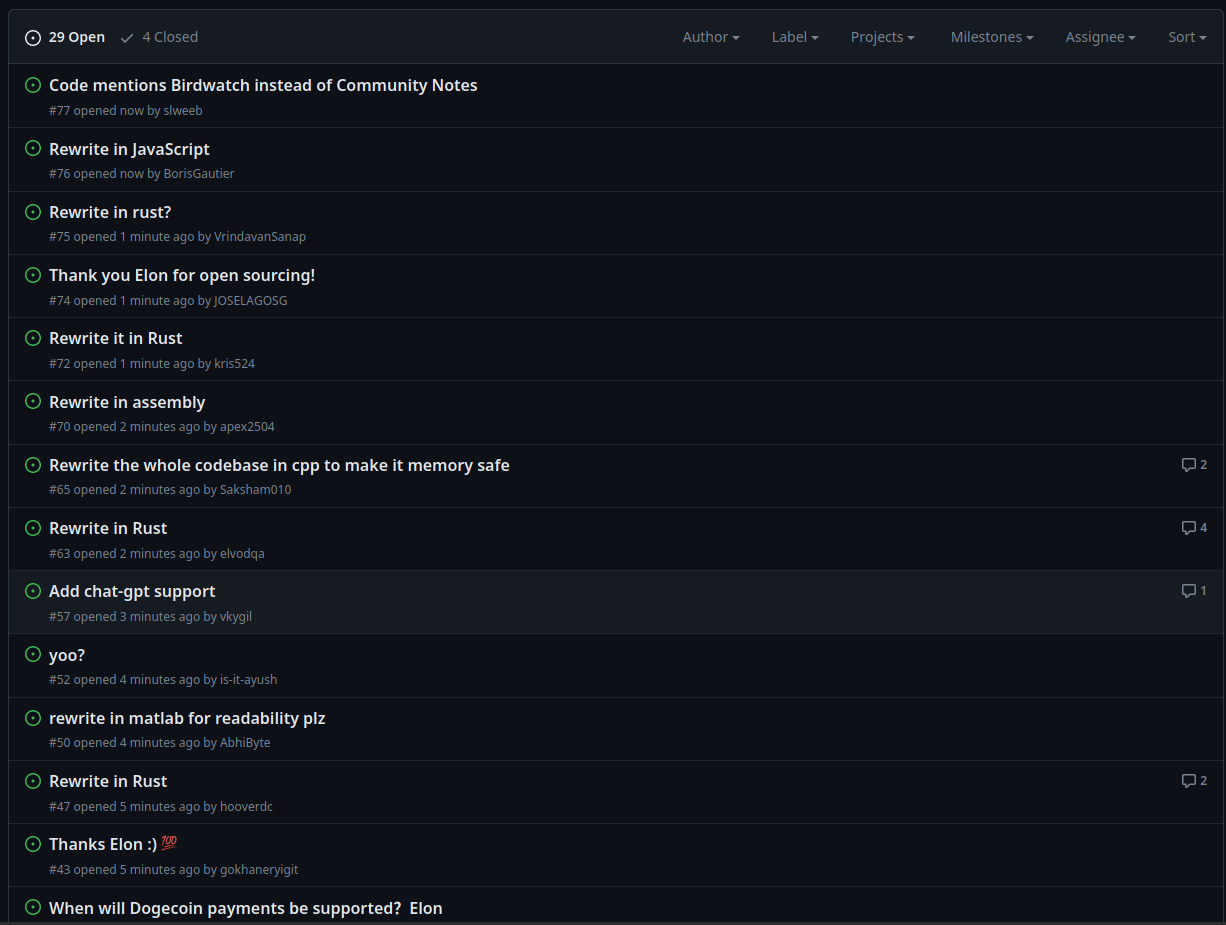 29 Open 4 Closed Author Label Projects Milestones Assignee Sort
Code mentions Birdwatch instead of Community Notes
#77 opened now by slweeb
Rewrite in JavaScript
#76 opened now by BorisGautier
Rewrite in rust?
#75 opened 1 minute ago by VrindavanSanap
Thank you Elon for open sourcing!
#74 opened 1 minute ago by JOSELAGOSG
Rewrite it in Rust
#72 opened 1 minute ago by kris524
Rewrite in assembly
#70 opened 2 minutes ago by apex2504
Rewrite the whole codebase in cpp to make it memory safe 2
#65 opened 2 minutes ago by Saksham010
Rewrite in Rust 4
#63 opened 2 minutes ago by elvodqa
Add chat-gpt support 1
#57 opened 3 minutes ago by vkygil
yoo?
#52 opened 4 minutes ago by is-it-ayush
rewrite in matlab for readability plz
#50 opened 4 minutes ago by AbhiByte
Rewrite in Rust 2
#47 opened 5 minutes ago by hooverdc
Thanks Elon :) 💯
#43 opened 5 minutes ago by gokhaneryigit
When will Dogecoin payments be supported? Elon